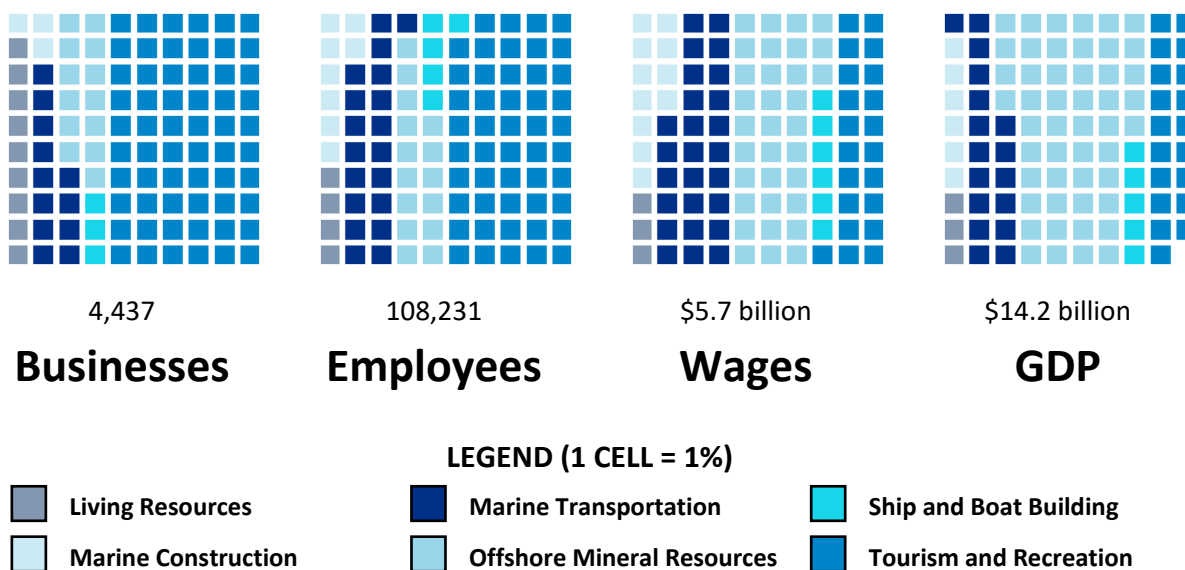 4,437 108,231 $5.7 billion $14.2 billion
Businesses Employees Wages GDP
LEGEND (1 CELL = 1%)
Living Resources Marine Transportation Ship and Boat Building
Marine Construction Offshore Mineral Resources Tourism and Recreation